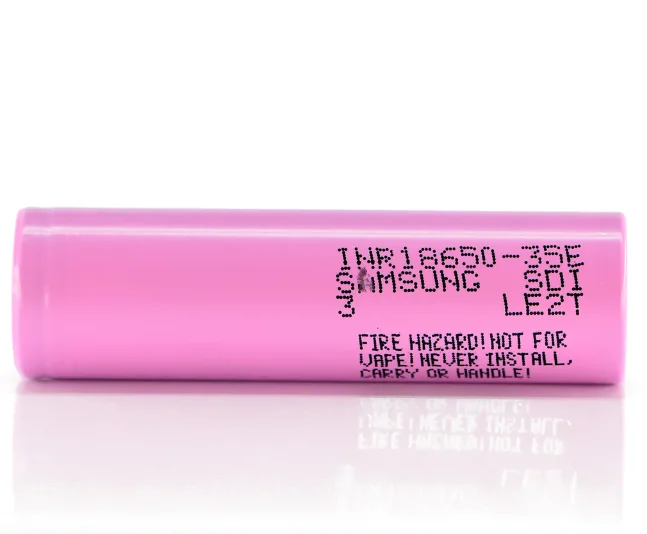 INR18650-35E
SAMSUNG SDI
3 LE2T
FIRE HAZARD! NOT FOR
VAPE! NEVER INSTALL,
CARRY OR HANDLE!